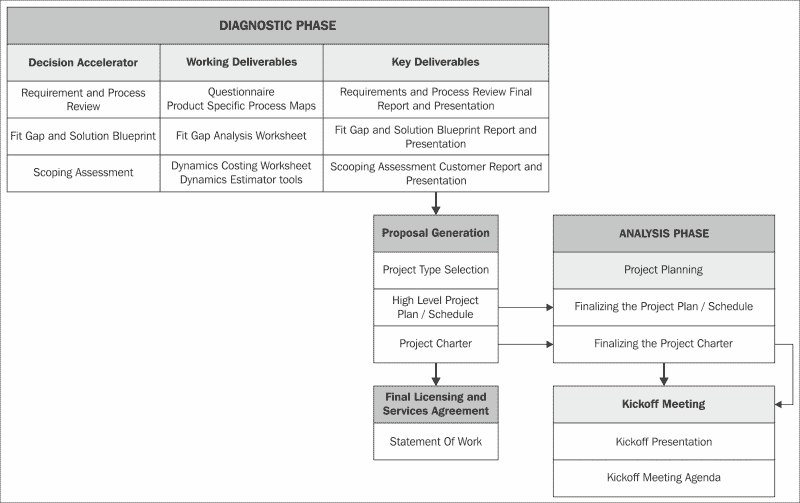 DIAGNOSTIC PHASE
Decision Accelerator
Working Deliverables
Key Deliverables
Requirement and Process
Review
Questionnaire
Product Specific Process Maps
Requirements and Process Review Final
Report and Presentation
Fit Gap and Solution Blueprint
Fit Gap Analysis Worksheet
Fit Gap and Solution Blueprint Report and
Presentation
Scoping Assessment
Dynamics Costing Worksheet
Dynamics Estimator tools
Scooping Assessment Customer Report and
Presentation
Proposal Generation
Project Type Selection
High Level Project
Plan / Schedule
Project Charter
Final Licensing and
Services Agreement
Statement Of Work
ANALYSIS PHASE
Project Planning
Finalizing the Project Plan / Schedule
Finalizing the Project Charter
Kickoff Meeting
Kickoff Presentation
Kickoff Meeting Agenda